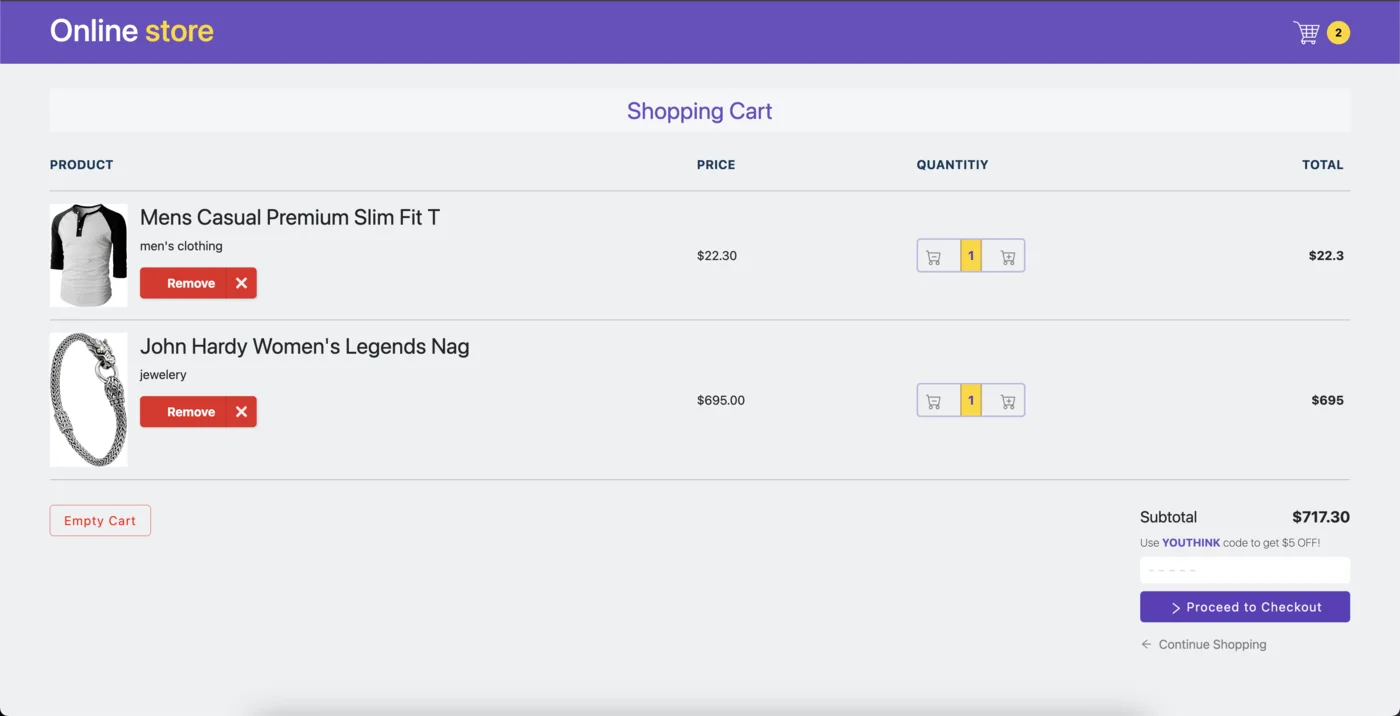 Online store
2
Shopping Cart
PRODUCT PRICE QUANTITIY TOTAL
Mens Casual Premium Slim Fit T
men's clothing
$22.30 1 $22.3
Remove
John Hardy Women's Legends Nag
jewelery
$695.00 1 $695
Remove
Empty Cart
Subtotal $717.30
Use YOUTHINK code to get $5 OFF!
- - - - -
Proceed to Checkout
Continue Shopping